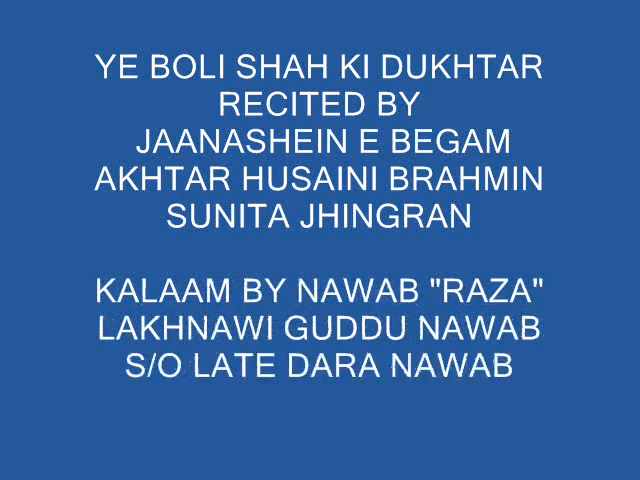 YE BOLI SHAH KI DUKHTAR
RECITED BY
JAANASHEIN E BEGAM
AKHTAR HUSAINI BRAHMIN
SUNITA JHINGRAN
KALAAM BY NAWAB "RAZA"
LAKHNAWI GUDDU NAWAB
S/O LATE DARA NAWAB